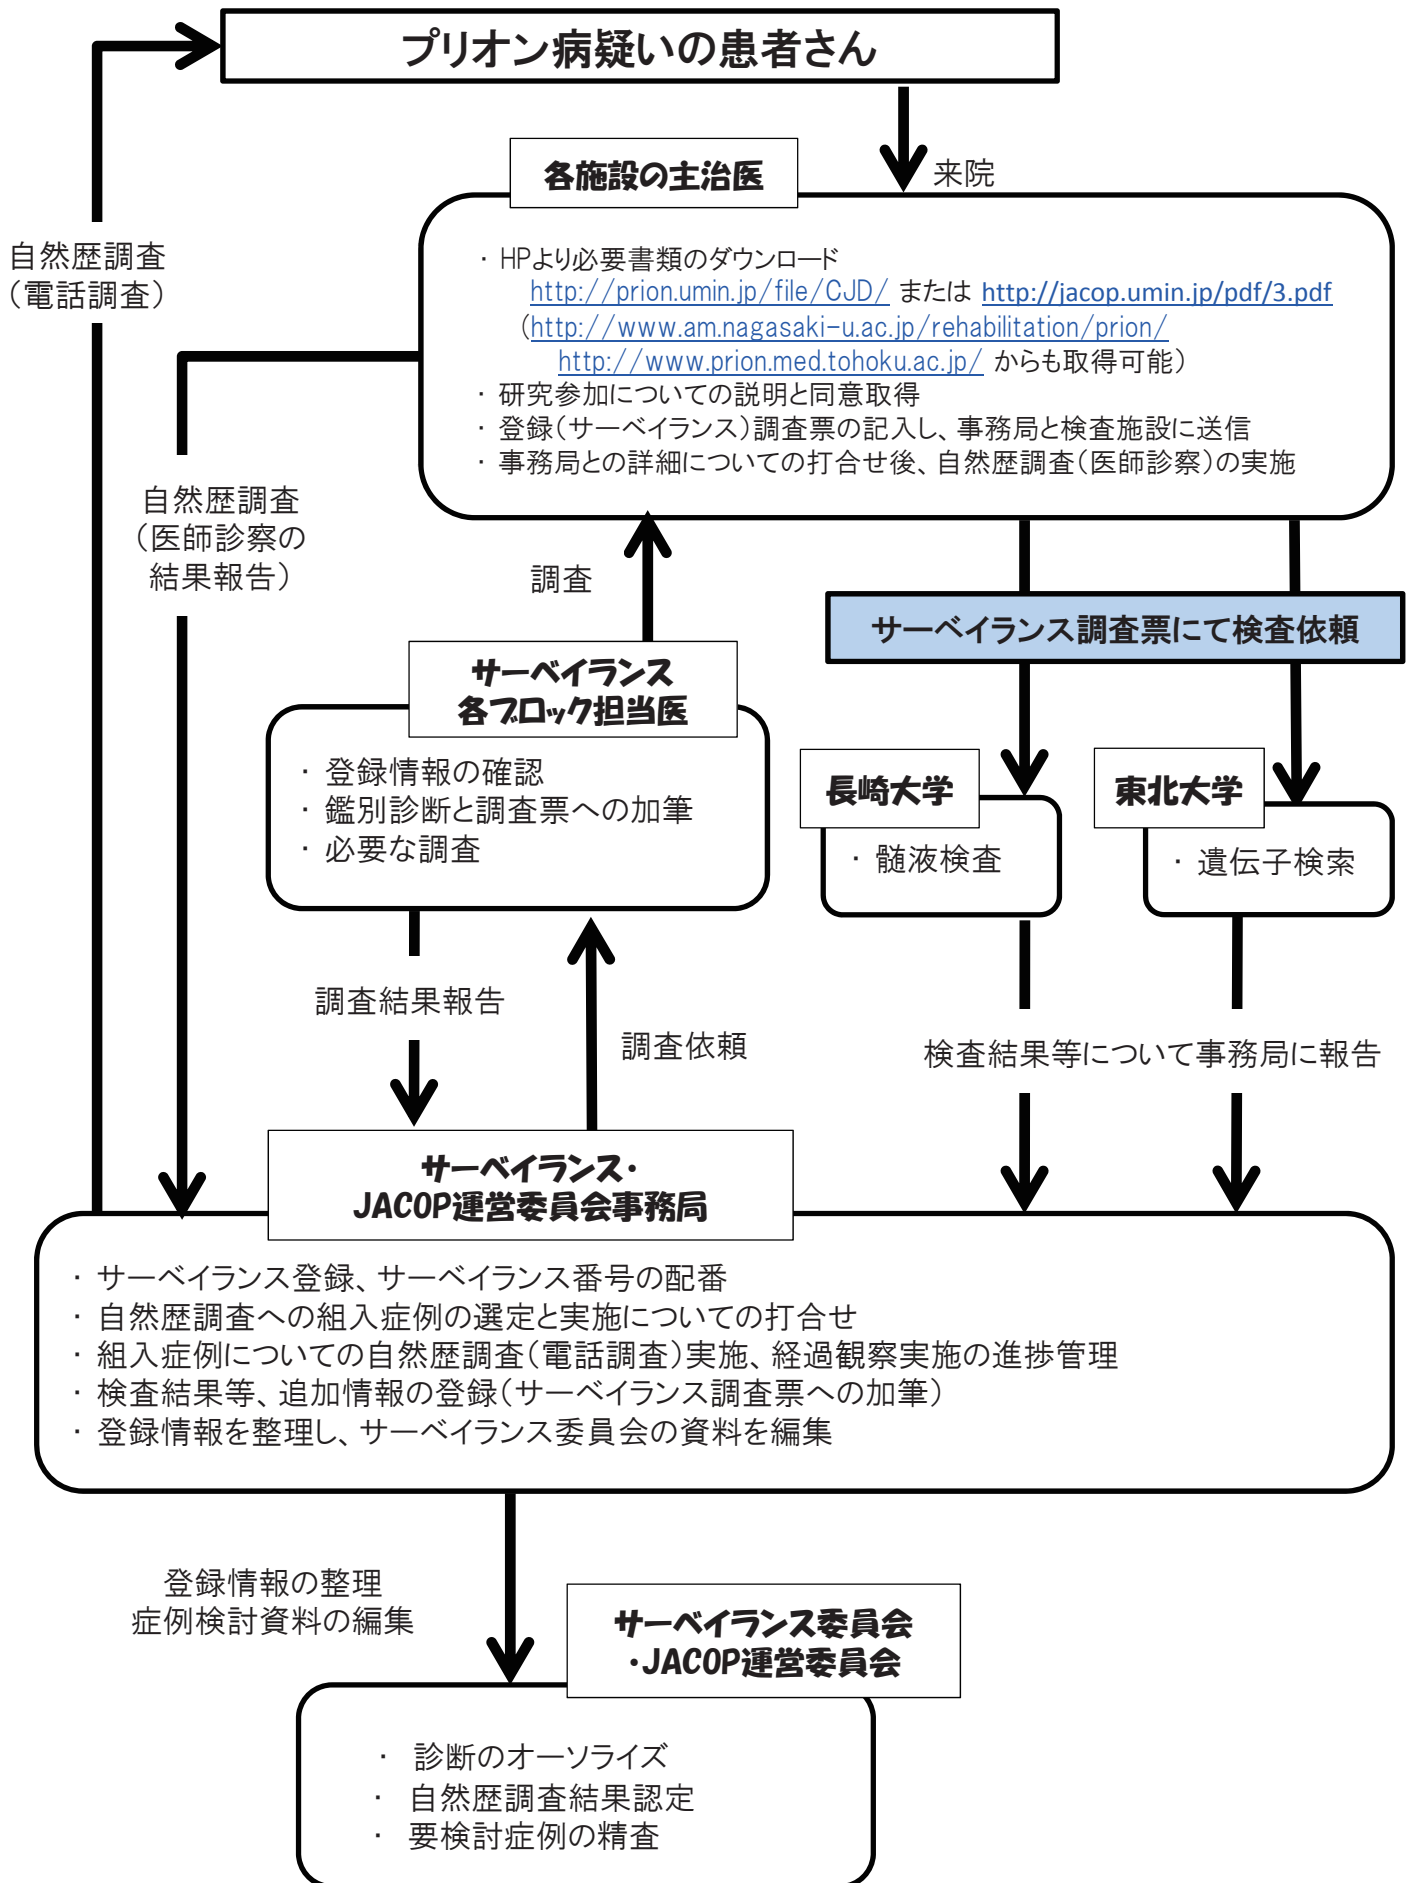 プリオン病疑いの患者さん
各施設の主治医
来院
・HPより必要書類のダウンロード
http://prion.umin.jp/file/CJD/ または http://jacop.umin.jp/pdf/3.pdf
（http://www.am.nagasaki-u.ac.jp/rehabilitation/prion/
http://www.prion.med.tohoku.ac.jp/ からも取得可能）
・研究参加についての説明と同意取得
・登録（サーベイランス）調査票の記入し、事務局と検査施設に送信
・事務局との詳細についての打合せ後、自然歴調査（医師診察）の実施
自然歴調査
（電話調査）
自然歴調査
（医師診察の
結果報告）
調査
サーベイランス調査票にて検査依頼
サーベイランス
各ブロック担当医
・登録情報の確認
・鑑別診断と調査票への加筆
・必要な調査
長崎大学
・髄液検査
東北大学
・遺伝子検索
調査結果報告
調査依頼
検査結果等について事務局に報告
サーベイランス・
JACOP運営委員会事務局
・サーベイランス登録、サーベイランス番号の配番
・自然歴調査への組入症例の選定と実施についての打合せ
・組入症例についての自然歴調査（電話調査）実施、経過観察実施の進捗管理
・検査結果等、追加情報の登録（サーベイランス調査票への加筆）
・登録情報を整理し、サーベイランス委員会の資料を編集
登録情報の整理
症例検討資料の編集
サーベイランス委員会
・JACOP運営委員会
・診断のオーソライズ
・自然歴調査結果認定
・要検討症例の精査